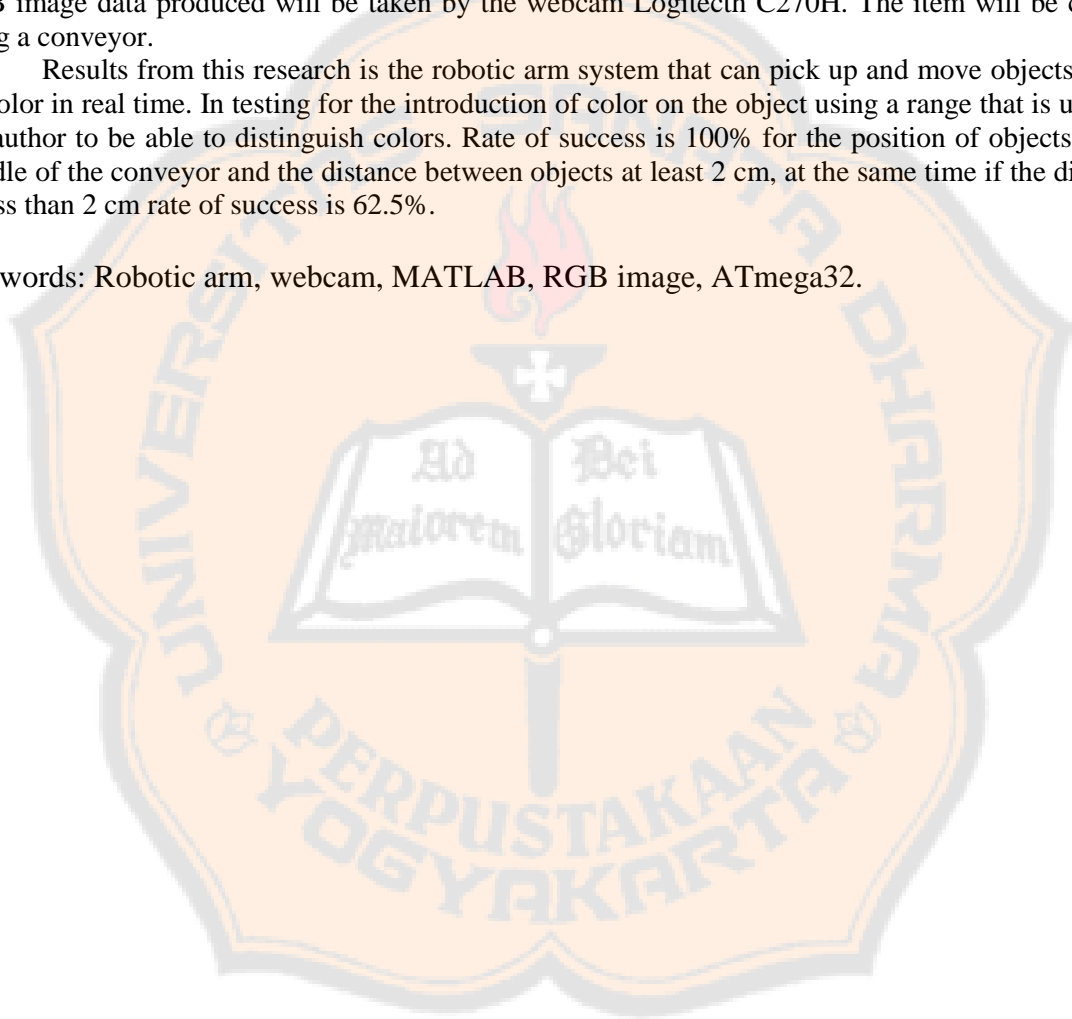 image data produced will be taken by the webcam Logitecth C270H. The item will be
g a conveyor.
Results from this research is the robotic arm system that can pick up and move objects
olor in real time. In testing for the introduction of color on the object using a range that is u
author to be able to distinguish colors. Rate of success is 100% for the position of objects
dle of the conveyor and the distance between objects at least 2 cm, at the same time if the di
ss than 2 cm rate of success is 62.5%.
words: Robotic arm, webcam, MATLAB, RGB image, ATmega32.
UNIVERSITAS SANATA DHARMA
Ad Dei
Maiorem Gloriam
PERPUSTAKAAN
YOGYAKARTA